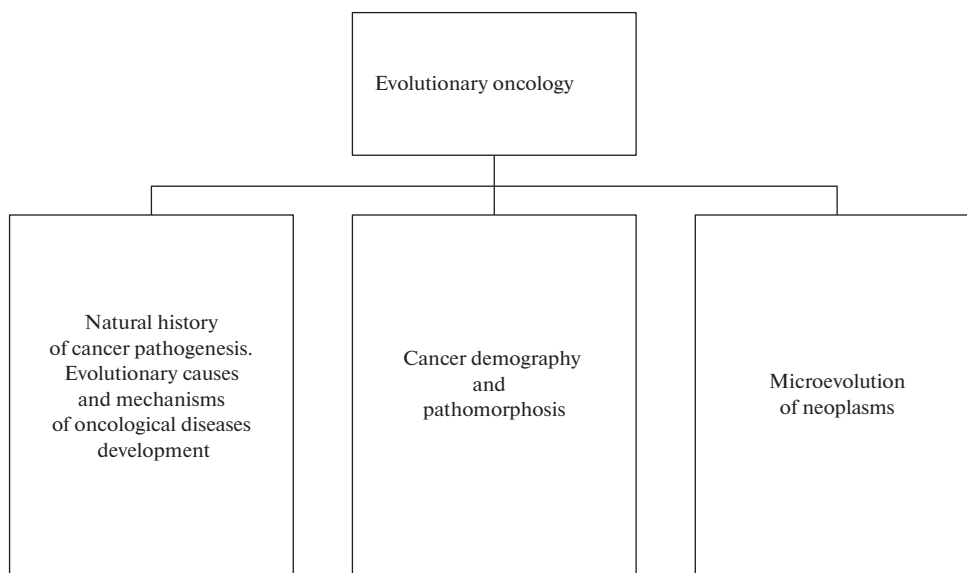 Evolutionary oncology
Natural history
of cancer pathogenesis.
Evolutionary causes
and mechanisms
of oncological diseases
development
Cancer demography
and
pathomorphosis
Microevolution
of neoplasms